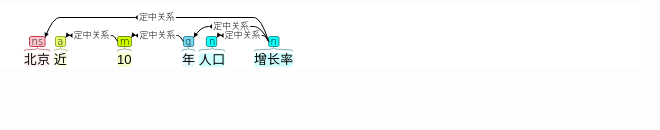 定中关系
定中关系
定中关系 定中关系 定中关系
ns a m q n n
北京 近 10 年 人口 增长率